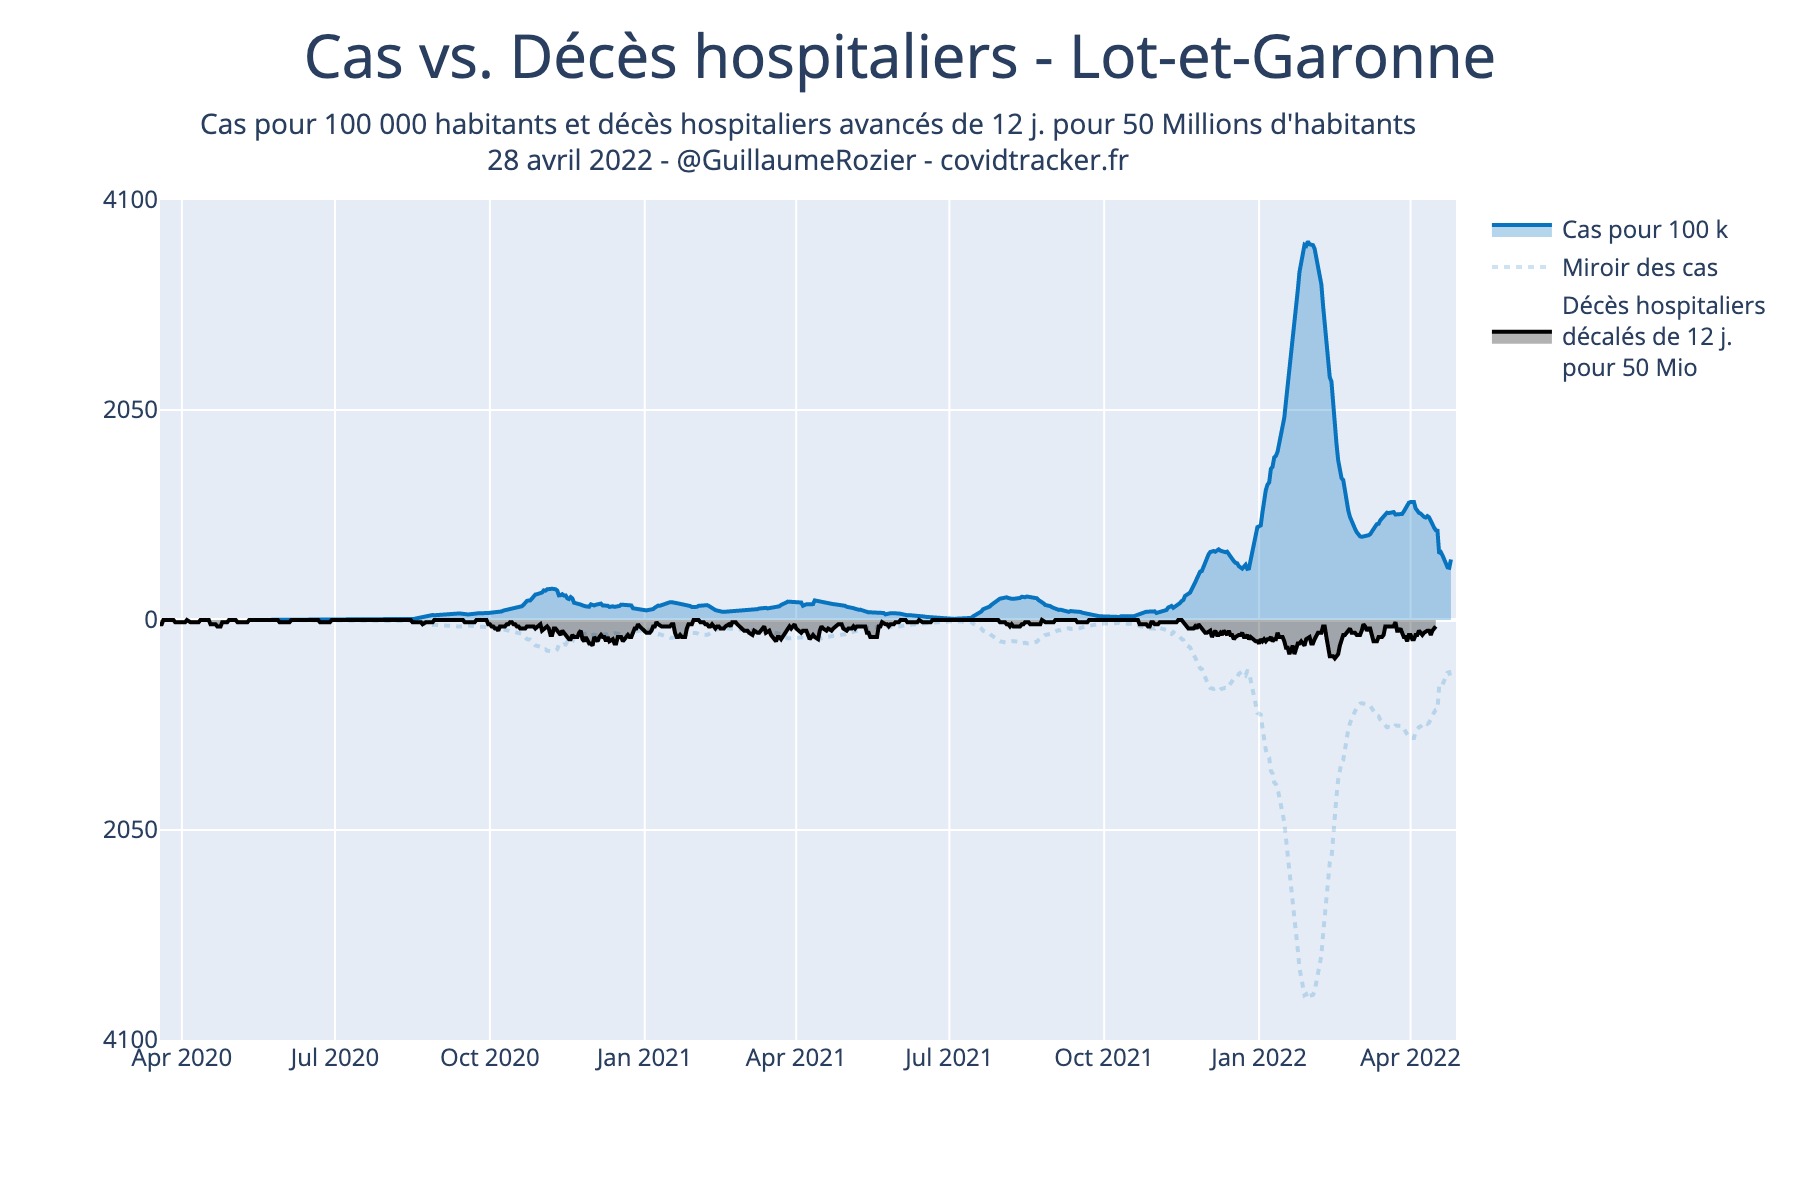 Cas vs. Décès hospitaliers - Lot-et-Garonne
Cas pour 100 000 habitants et décès hospitaliers avancés de 12 j. pour 50 Millions d'habitants
28 avril 2022 - @GuillaumeRozier - covidtracker.fr
4100
2050
0
2050
4100
Apr 2020
Jul 2020
Oct 2020
Jan 2021
Apr 2021
Jul 2021
Oct 2021
Jan 2022
Apr 2022
Cas pour 100 k
Miroir des cas
Décès hospitaliers
décalés de 12 j.
pour 50 Mio